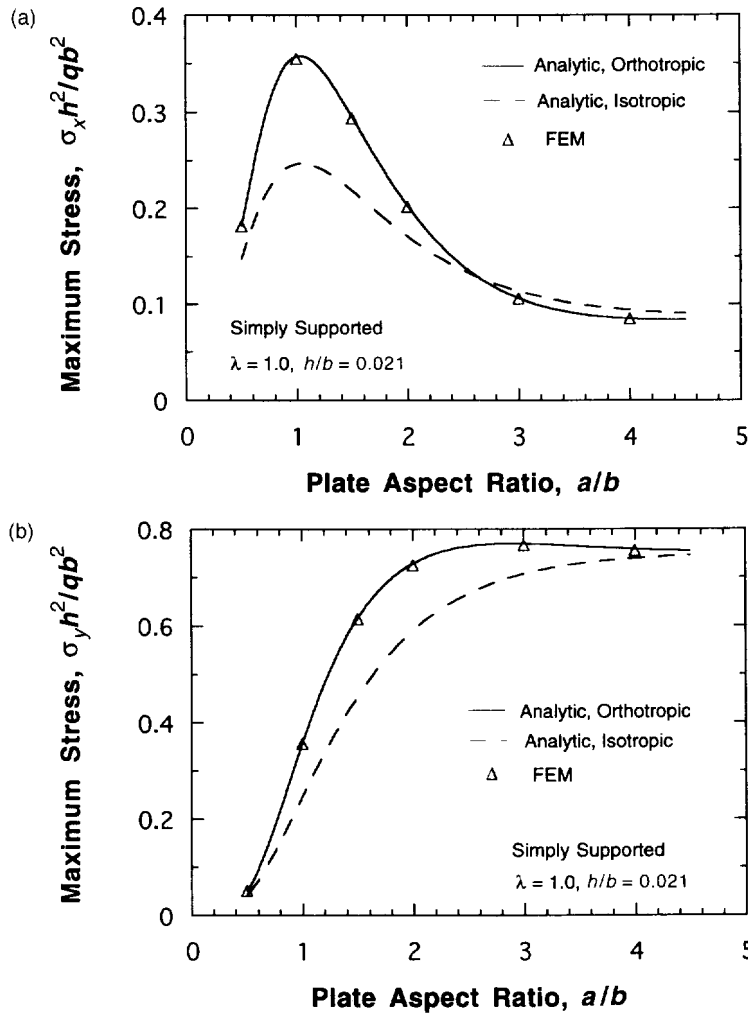 (a)
Maximum Stress, σₓh²/qb²
0.4
0.3
0.2
0.1
0
Analytic, Orthotropic
Analytic, Isotropic
FEM
Simply Supported
λ = 1.0, h/b = 0.021
0 1 2 3 4 5
Plate Aspect Ratio, a/b
(b)
Maximum Stress, σ_yh²/qb²
0.8
0.6
0.4
0.2
0
Analytic, Orthotropic
Analytic, Isotropic
FEM
Simply Supported
λ = 1.0, h/b = 0.021
0 1 2 3 4 5
Plate Aspect Ratio, a/b